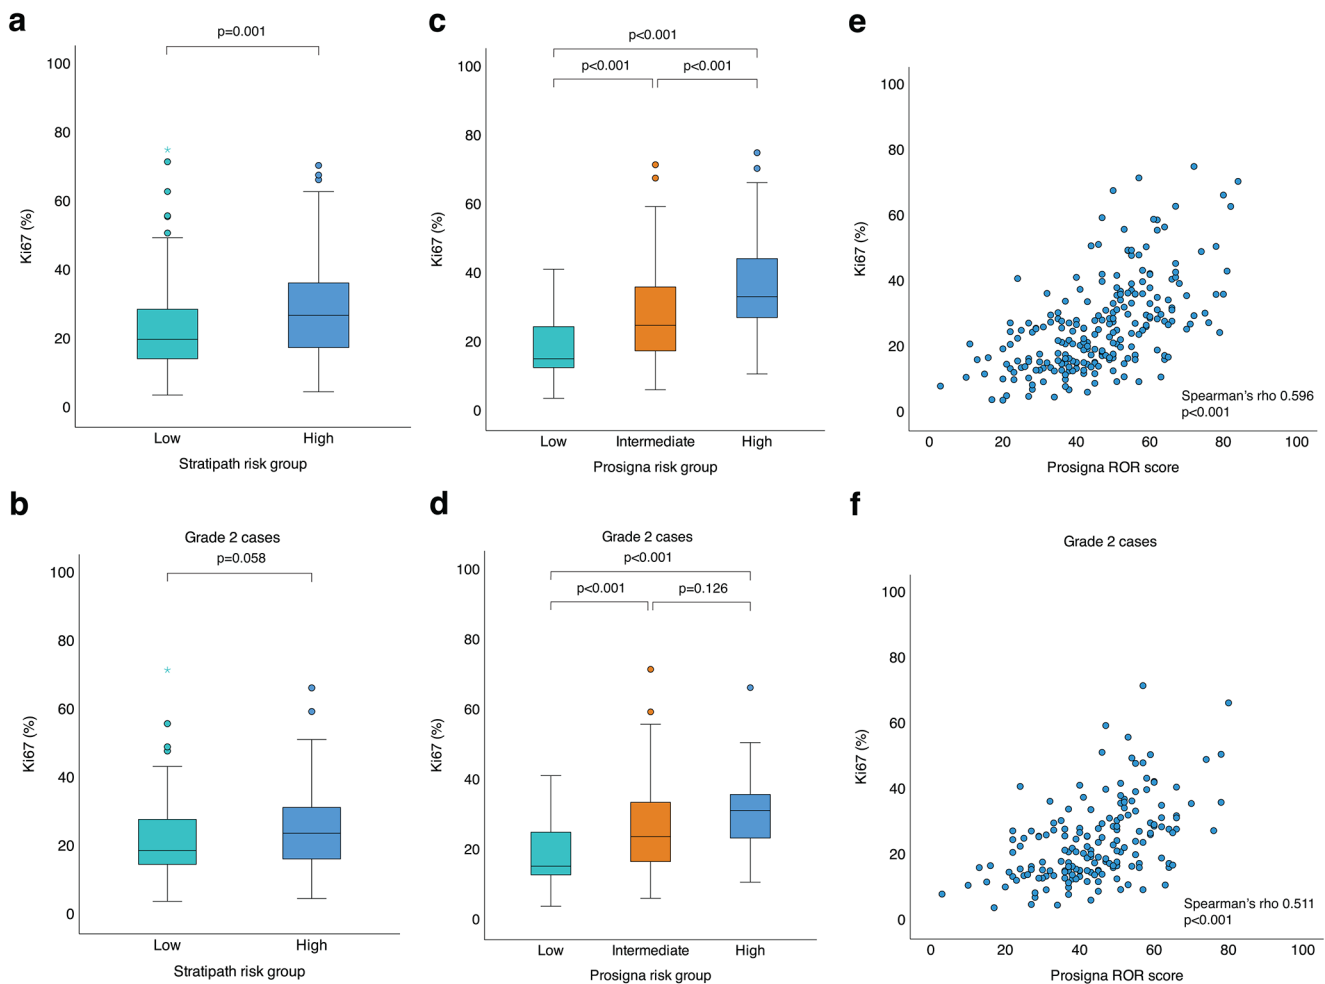 a
p=0.001
100
80
60
40
20
0
Ki67 (%)
Low
High
Stratipath risk group
c
p<0.001
p<0.001
p<0.001
100
80
60
40
20
0
Ki67 (%)
Low
Intermediate
High
Prosigna risk group
e
100
80
60
40
20
0
Ki67 (%)
Spearman's rho 0.596
p<0.001
0
20
40
60
80
100
Prosigna ROR score
b
Grade 2 cases
p=0.058
100
80
60
40
20
0
Ki67 (%)
Low
High
Stratipath risk group
d
Grade 2 cases
p<0.001
p<0.001
p=0.126
100
80
60
40
20
0
Ki67 (%)
Low
Intermediate
High
Prosigna risk group
f
Grade 2 cases
100
80
60
40
20
0
Ki67 (%)
Spearman's rho 0.511
p<0.001
0
20
40
60
80
100
Prosigna ROR score